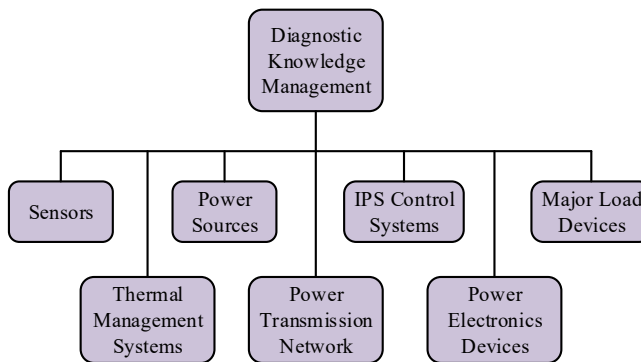 Diagnostic
Knowledge
Management
Sensors
Power
Sources
IPS Control
Systems
Major Load
Devices
Thermal
Management
Systems
Power
Transmission
Network
Power
Electronics
Devices